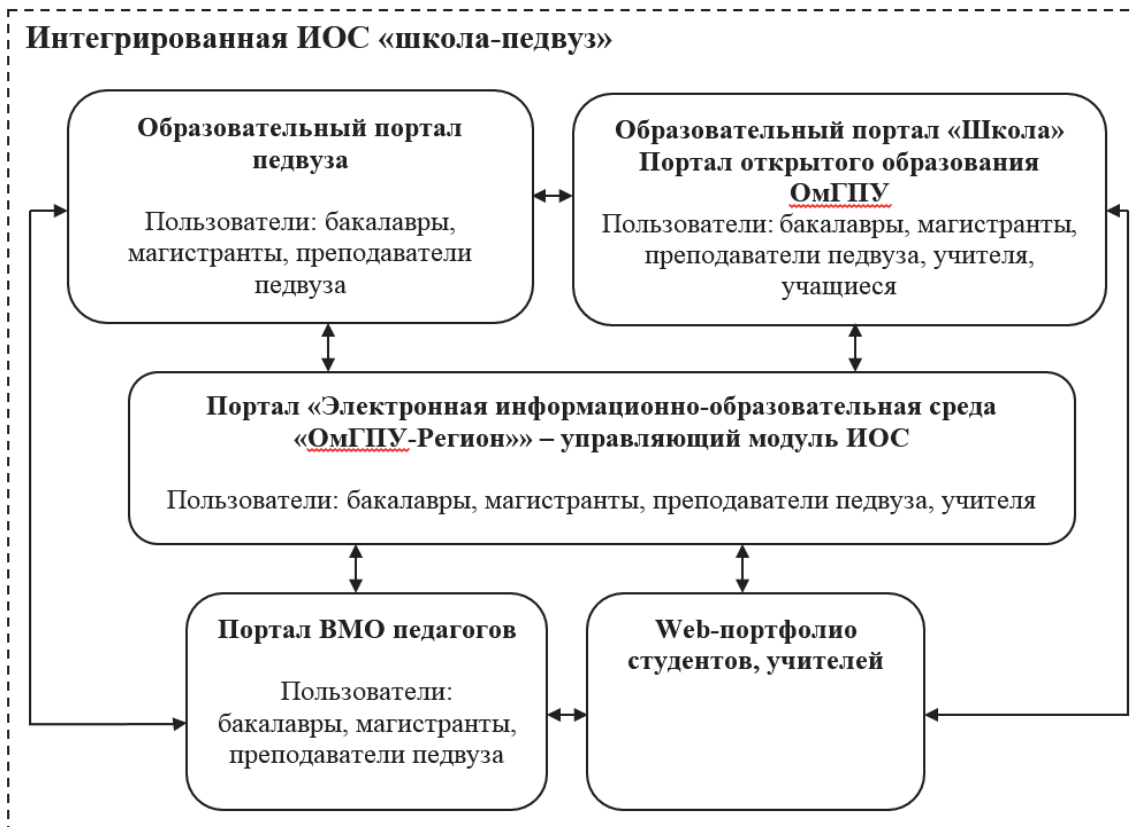 Интегрированная ИОС «школа-педвуз»
Образовательный портал
педвуза
Пользователи: бакалавры,
магистранты, преподаватели
педвуза
Образовательный портал «Школа»
Портал открытого образования
ОмГПУ
Пользователи: бакалавры, магистранты,
преподаватели педвуза, учителя,
учащиеся
Портал «Электронная информационно-образовательная среда
«ОмГПУ-Регион»» – управляющий модуль ИОС
Пользователи: бакалавры, магистранты, преподаватели педвуза, учителя
Портал ВМО педагогов
Пользователи:
бакалавры, магистранты,
преподаватели педвуза
Web-портфолио
студентов, учителей